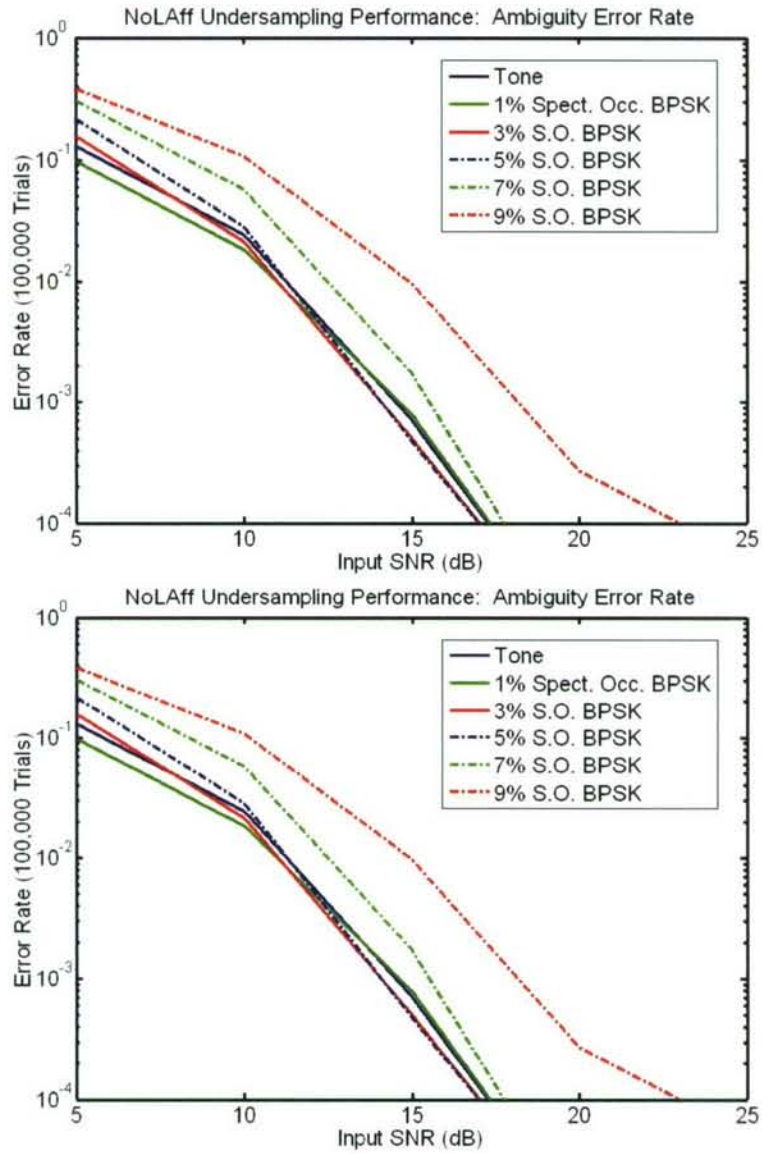 NoLAff Undersampling Performance: Ambiguity Error Rate
10^0
10^-1
10^-2
10^-3
10^-4
Error Rate (100,000 Trials)
Tone
1% Spect. Occ. BPSK
3% S.O. BPSK
5% S.O. BPSK
7% S.O. BPSK
9% S.O. BPSK
5 10 15 20 25
Input SNR (dB)
NoLAff Undersampling Performance: Ambiguity Error Rate
10^0
10^-1
10^-2
10^-3
10^-4
Error Rate (100,000 Trials)
Tone
1% Spect. Occ. BPSK
3% S.O. BPSK
5% S.O. BPSK
7% S.O. BPSK
9% S.O. BPSK
5 10 15 20 25
Input SNR (dB)